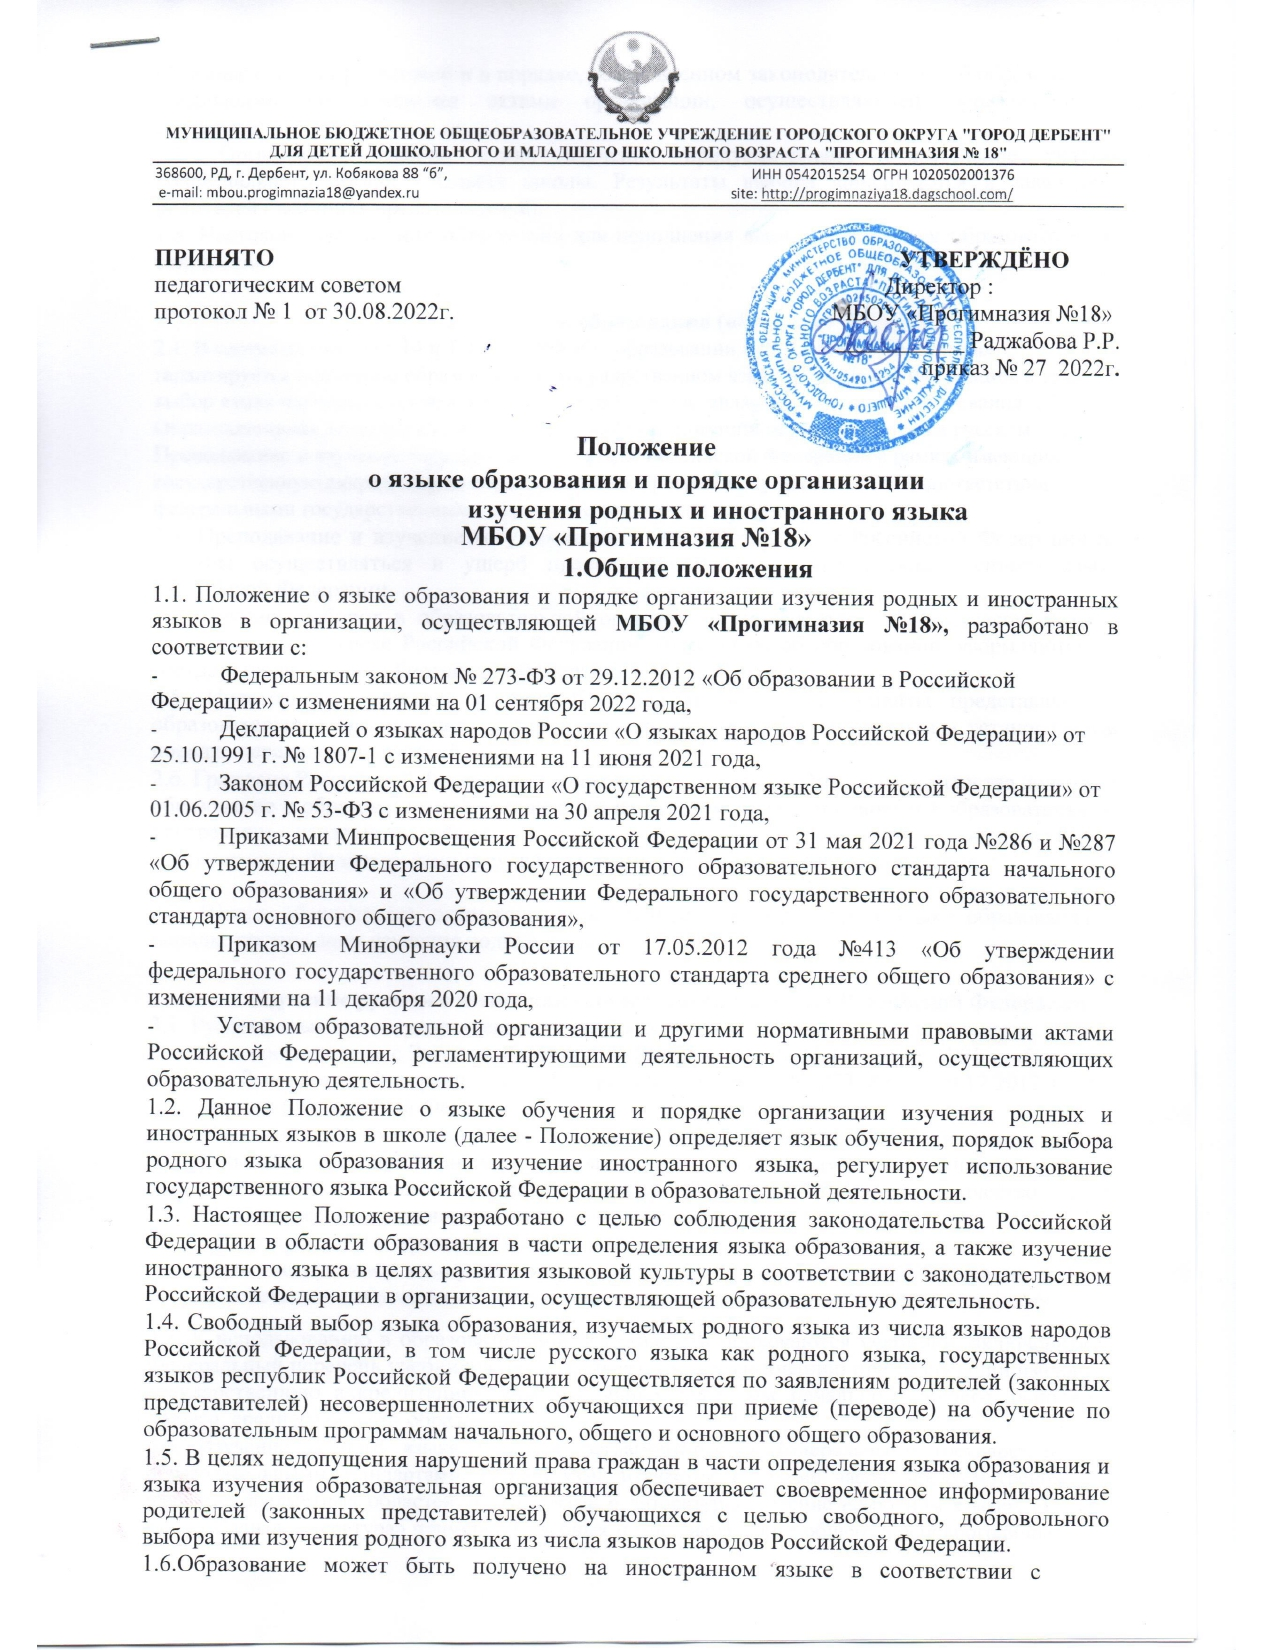 МУНИЦИПАЛЬНОЕ БЮДЖЕТНОЕ ОБЩЕОБРАЗОВАТЕЛЬНОЕ УЧРЕЖДЕНИЕ ГОРОДСКОГО ОКРУГА "ГОРОД ДЕРБЕНТ"
ДЛЯ ДЕТЕЙ ДОШКОЛЬНОГО И МЛАДШЕГО ШКОЛЬНОГО ВОЗРАСТА "ПРОГИМНАЗИЯ № 18"
368600, РД, г. Дербент, ул. Кобякова 88 "б", ИНН 0542015254 ОГРН 1020502001376
e-mail: mbou.progimnazia18@yandex.ru site: http://progimnaziya18.dagschool.com/
ПРИНЯТО УТВЕРЖДЁНО
педагогическим советом Директор :
протокол № 1 от 30.08.2022г. МБОУ «Прогимназия №18»
Раджабова Р.Р.
приказ № 27 2022г.
Положение
о языке образования и порядке организации
изучения родных и иностранного языка
МБОУ «Прогимназия №18»
1.Общие положения
1.1. Положение о языке образования и порядке организации изучения родных и иностранных
языков в организации, осуществляющей МБОУ «Прогимназия №18», разработано в
соответствии с:
- Федеральным законом № 273-ФЗ от 29.12.2012 «Об образовании в Российской
Федерации» с изменениями на 01 сентября 2022 года,
- Декларацией о языках народов России «О языках народов Российской Федерации» от
25.10.1991 г. № 1807-1 с изменениями на 11 июня 2021 года,
- Законом Российской Федерации «О государственном языке Российской Федерации» от
01.06.2005 г. № 53-ФЗ с изменениями на 30 апреля 2021 года,
- Приказами Минпросвещения Российской Федерации от 31 мая 2021 года №286 и №287
«Об утверждении Федерального государственного образовательного стандарта начального
общего образования» и «Об утверждении Федерального государственного образовательного
стандарта основного общего образования»,
- Приказом Минобрнауки России от 17.05.2012 года №413 «Об утверждении
федерального государственного образовательного стандарта среднего общего образования» с
изменениями на 11 декабря 2020 года,
- Уставом образовательной организации и другими нормативными правовыми актами
Российской Федерации, регламентирующими деятельность организаций, осуществляющих
образовательную деятельность.
1.2. Данное Положение о языке обучения и порядке организации изучения родных и
иностранных языков в школе (далее - Положение) определяет язык обучения, порядок выбора
родного языка образования и изучение иностранного языка, регулирует использование
государственного языка Российской Федерации в образовательной деятельности.
1.3. Настоящее Положение разработано с целью соблюдения законодательства Российской
Федерации в области образования в части определения языка образования, а также изучение
иностранного языка в целях развития языковой культуры в соответствии с законодательством
Российской Федерации в организации, осуществляющей образовательную деятельность.
1.4. Свободный выбор языка образования, изучаемых родного языка из числа языков народов
Российской Федерации, в том числе русского языка как родного языка, государственных
языков республик Российской Федерации осуществляется по заявлениям родителей (законных
представителей) несовершеннолетних обучающихся при приеме (переводе) на обучение по
образовательным программам начального, общего и основного общего образования.
1.5. В целях недопущения нарушений права граждан в части определения языка образования и
языка изучения образовательная организация обеспечивает своевременное информирование
родителей (законных представителей) обучающихся с целью свободного, добровольного
выбора ими изучения родного языка из числа языков народов Российской Федерации.
1.6.Образование может быть получено на иностранном языке в соответствии с